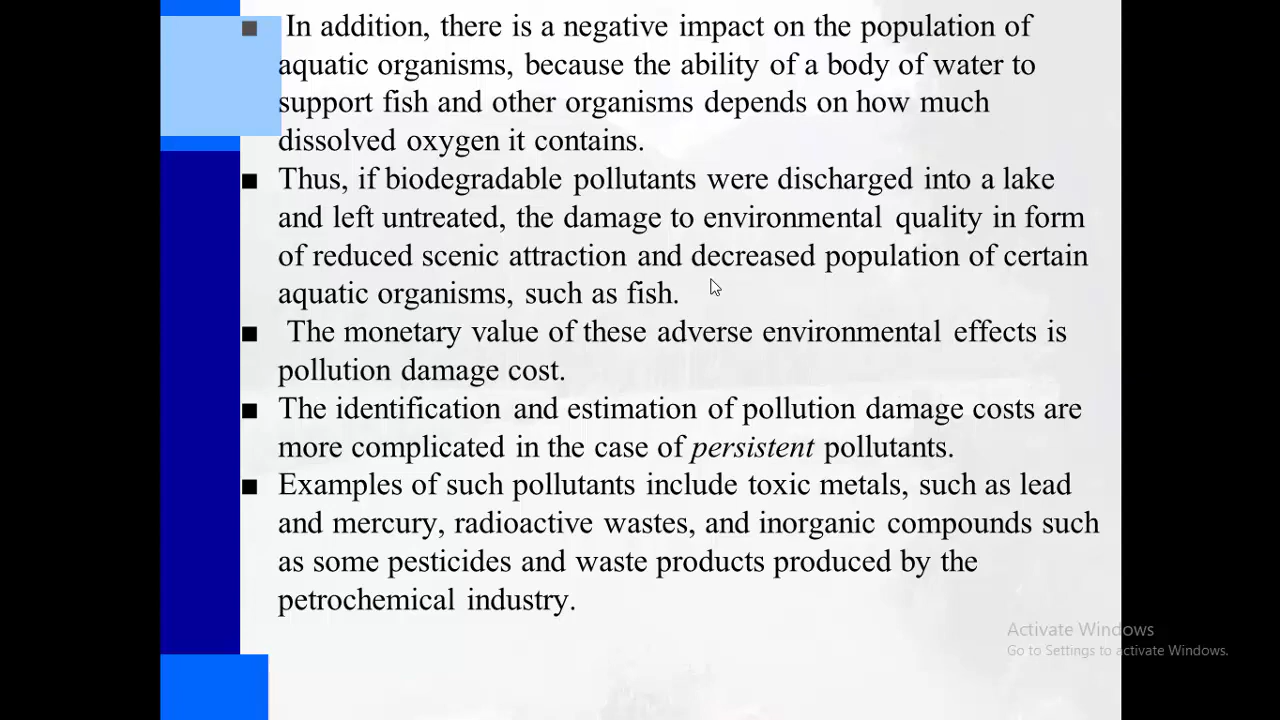 ■ In addition, there is a negative impact on the population of
aquatic organisms, because the ability of a body of water to
support fish and other organisms depends on how much
dissolved oxygen it contains.
■ Thus, if biodegradable pollutants were discharged into a lake
and left untreated, the damage to environmental quality in form
of reduced scenic attraction and decreased population of certain
aquatic organisms, such as fish.
■ The monetary value of these adverse environmental effects is
pollution damage cost.
■ The identification and estimation of pollution damage costs are
more complicated in the case of persistent pollutants.
■ Examples of such pollutants include toxic metals, such as lead
and mercury, radioactive wastes, and inorganic compounds such
as some pesticides and waste products produced by the
petrochemical industry.
Activate Windows
Go to Settings to activate Windows.